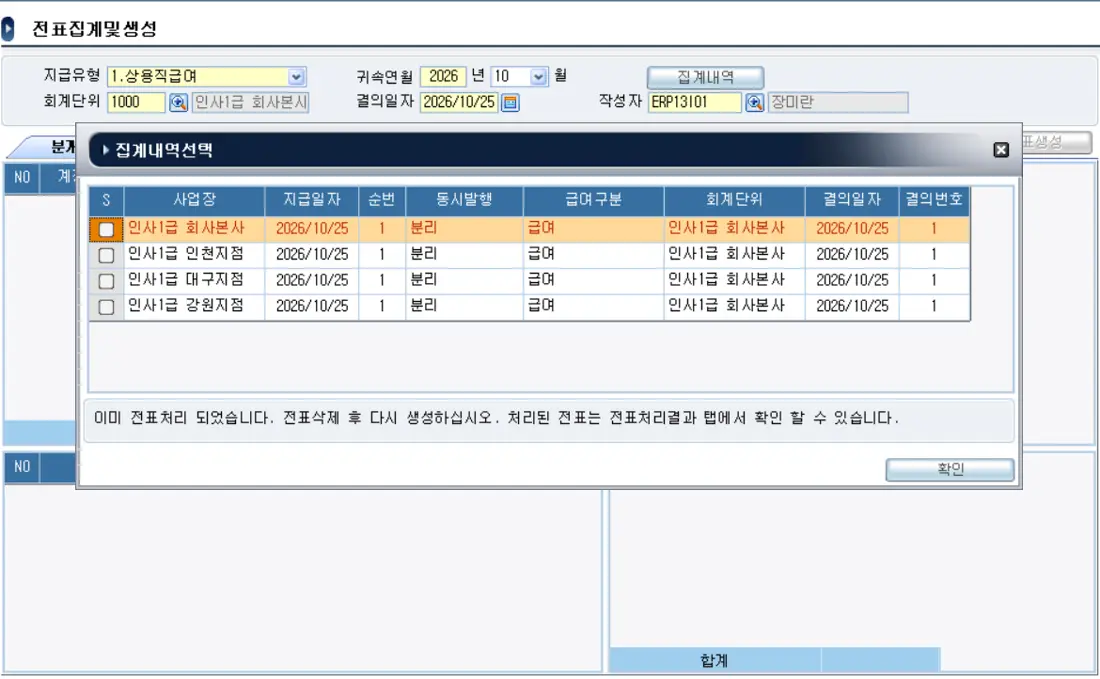 전표집계및생성
지급유형 1.상용직급여 귀속연월 2026 년 10 월 집계내역
회계단위 1000 인사1급 회사본사 결의일자 2026/10/25 작성자 ERP13I01 장미란
분개
표생성
집계내역선택
NO 계정
S 사업장 지급일자 순번 동시발행 급여구분 회계단위 결의일자 결의번호
인사1급 회사본사 2026/10/25 1 분리 급여 인사1급 회사본사 2026/10/25 1
인사1급 인천지점 2026/10/25 1 분리 급여 인사1급 회사본사 2026/10/25 1
인사1급 대구지점 2026/10/25 1 분리 급여 인사1급 회사본사 2026/10/25 1
인사1급 강원지점 2026/10/25 1 분리 급여 인사1급 회사본사 2026/10/25 1
이미 전표처리 되었습니다. 전표삭제 후 다시 생성하십시오. 처리된 전표는 전표처리결과 탭에서 확인 할 수 있습니다.
NO
확인
합계